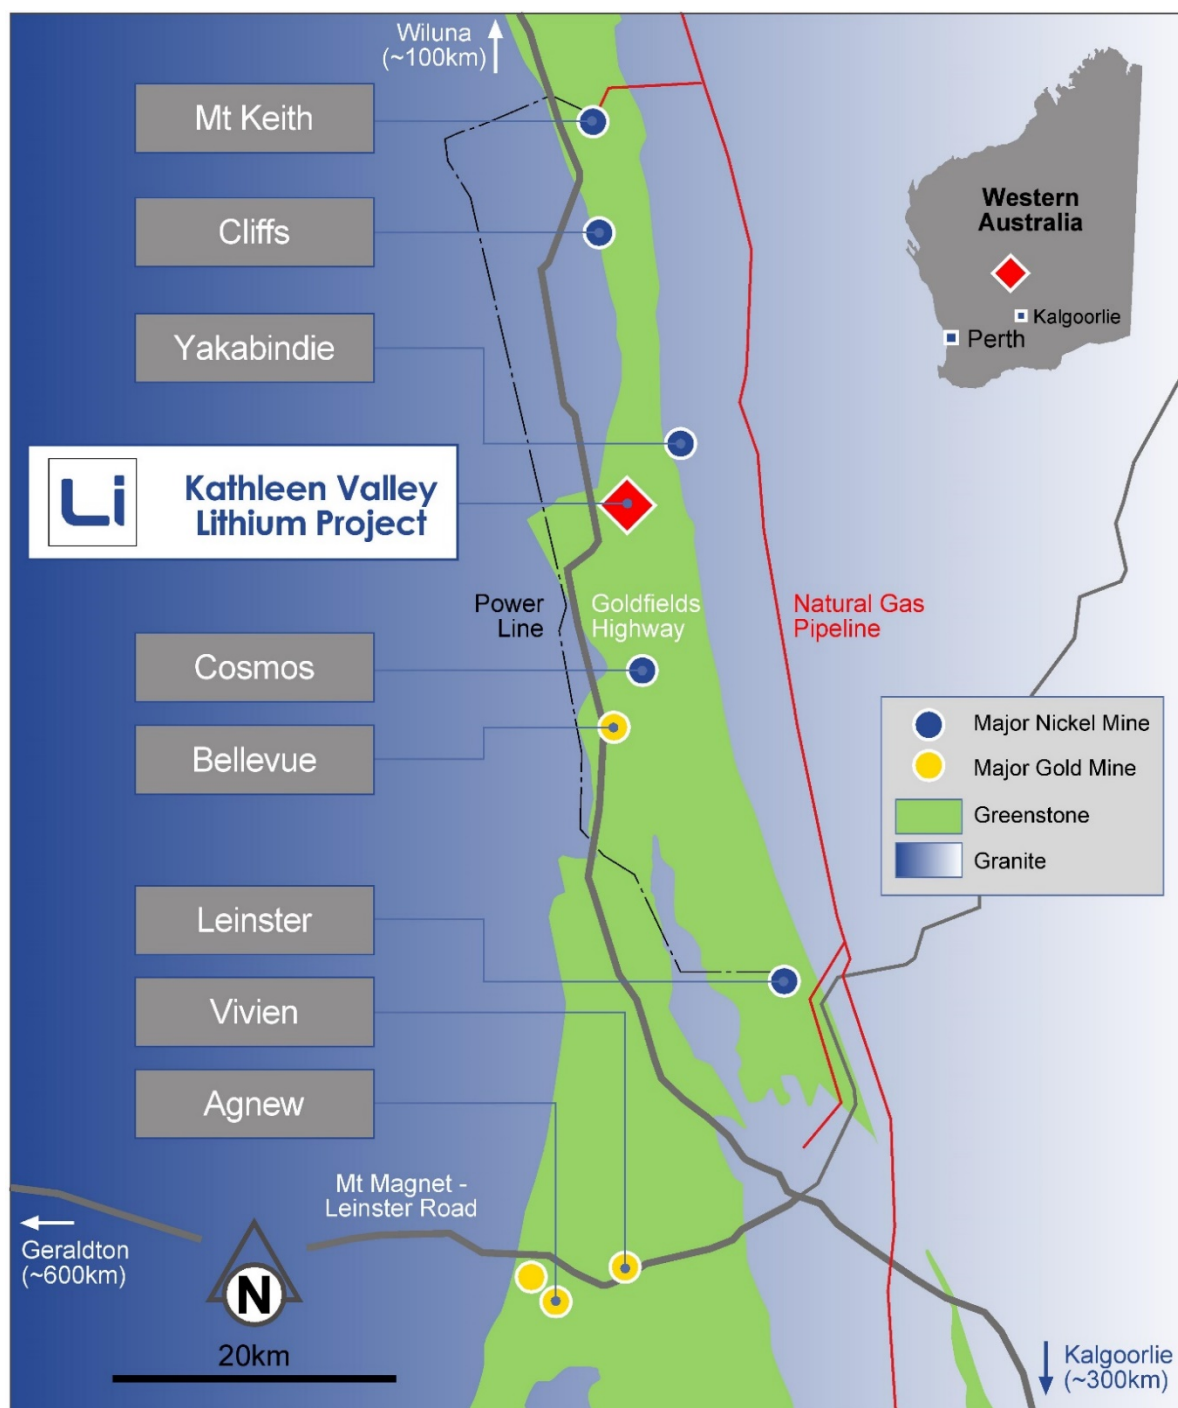 Wiluna
(~100km)
Mt Keith
Cliffs
Yakabindie
Western
Australia
Kalgoorlie
Perth
Li
Kathleen Valley
Lithium Project
Power
Line
Goldfields
Highway
Natural Gas
Pipeline
Cosmos
Bellevue
Major Nickel Mine
Major Gold Mine
Greenstone
Granite
Leinster
Vivien
Agnew
Mt Magnet -
Leinster Road
Geraldton
(~600km)
N
20km
Kalgoorlie
(~300km)